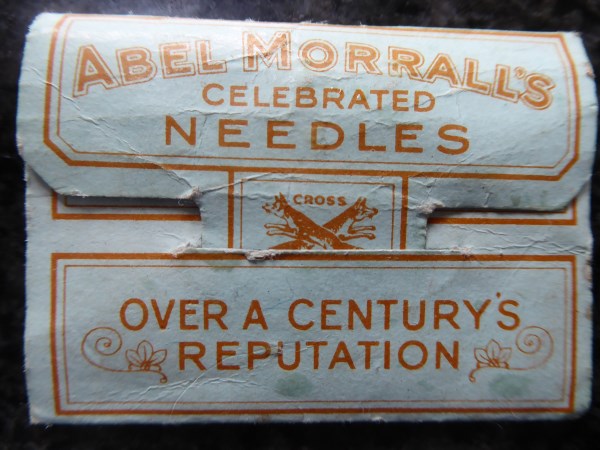 ABEL MORRALL'S
CELEBRATED
NEEDLES
CROSS
OVER A CENTURY'S
REPUTATION